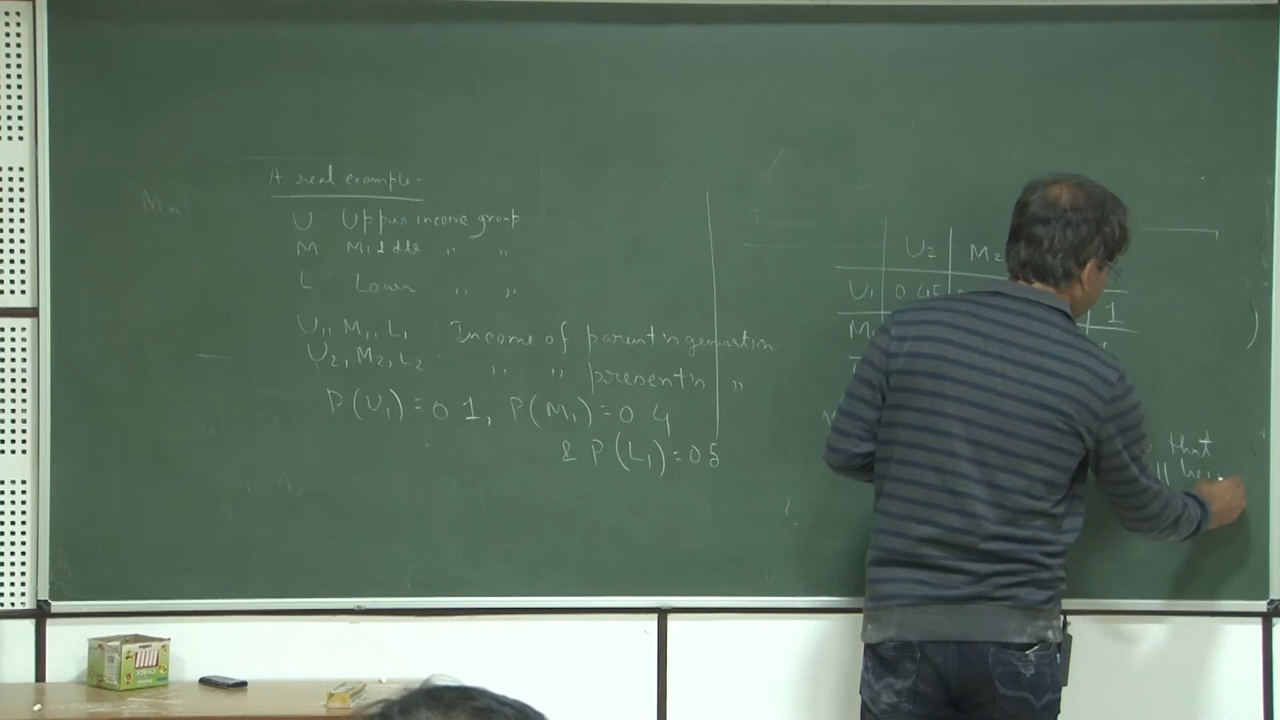 A real example-
U Upper income group
M Middle " "
L Lower " "
U1, M1, L1 Income of parent's generation
U2, M2, L2 " " present's "
P(U1) = 0.1, P(M1) = 0.4
& P(L1) = 0.5
U2 M2
U1 0.45 1
M1
that